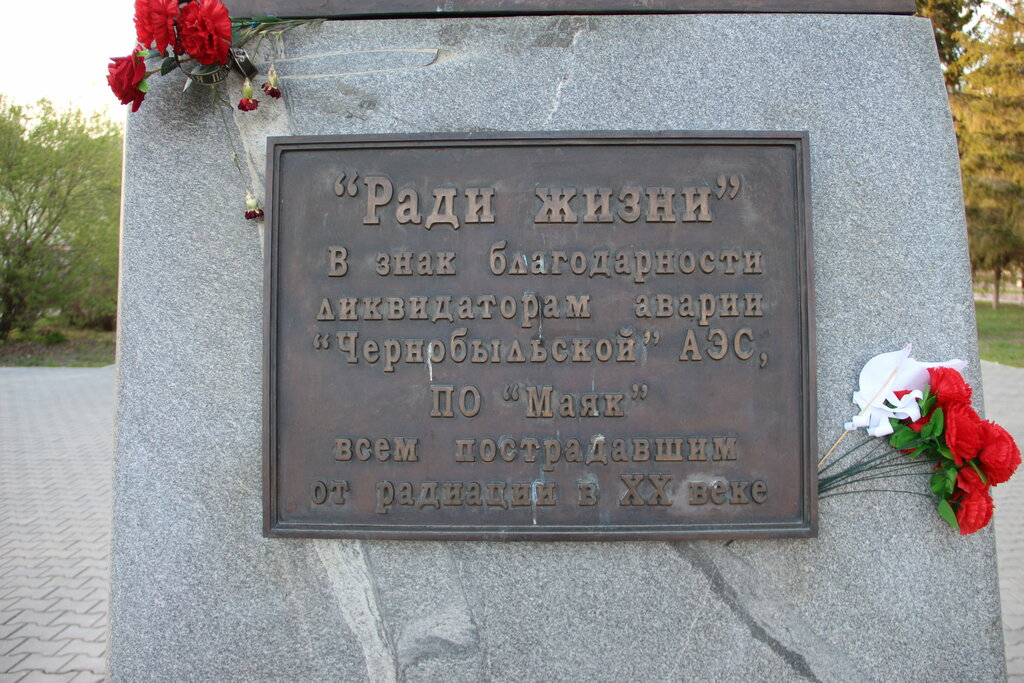 “Ради жизни”
В знак благодарности
ликвидаторам аварии
“Чернобыльской” АЭС,
ПО “Маяк”
всем пострадавшим
от радиации в XX веке